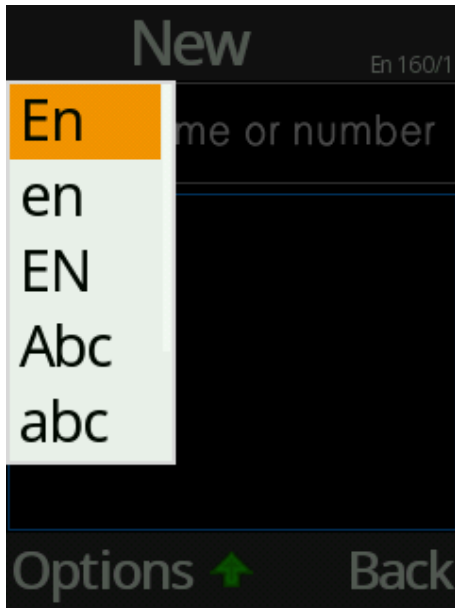 New
En 160/1
me or number
En
en
EN
Abc
abc
Options
Back